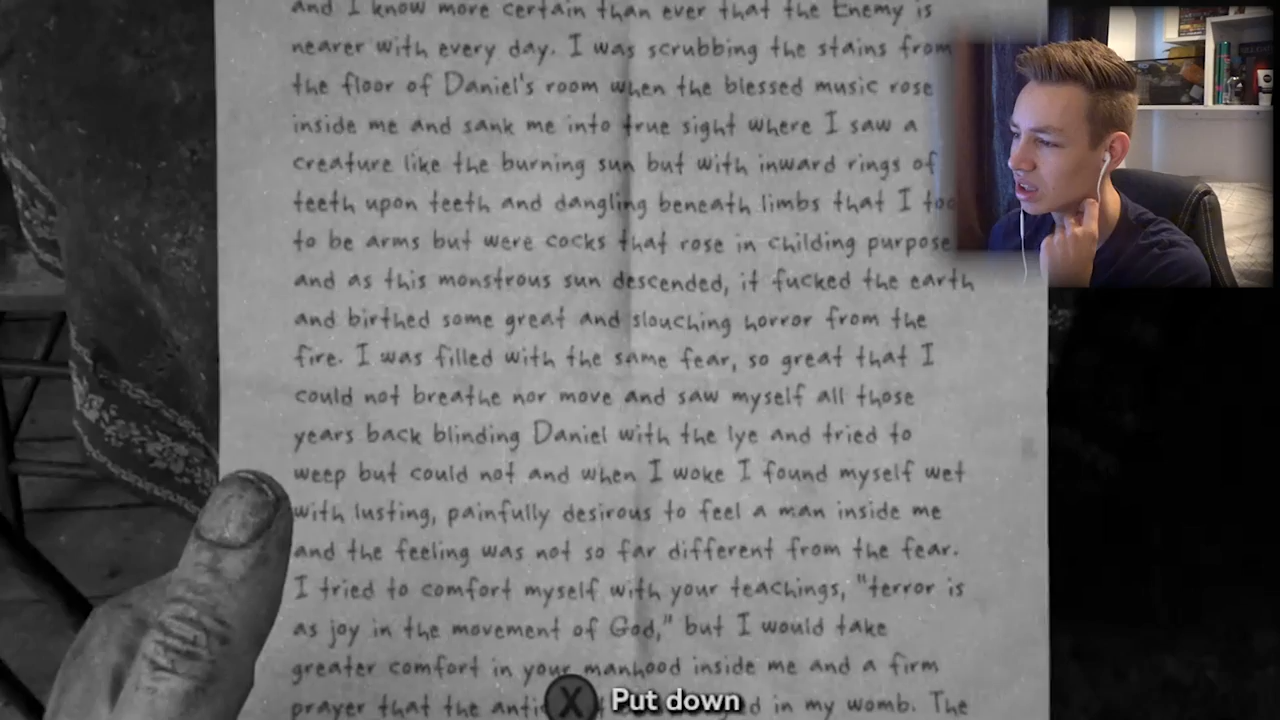 and I know more certain than ever that the Enemy is
nearer with every day. I was scrubbing the stains from
the floor of Daniel's room when the blessed music rose
inside me and sank me into true sight where I saw a
creature like the burning sun but with inward rings of
teeth upon teeth and dangling beneath limbs that I
to be arms but were cocks that rose in childing purpose
and as this monstrous sun descended, it fucked the earth
and birthed some great and slouching horror from the
fire. I was filled with the same fear, so great that I
could not breathe nor move and saw myself all those
years back blinding Daniel with the lye and tried to
weep but could not and when I woke I found myself wet
with lusting, painfully desirous to feel a man inside me
and the feeling was not so far different from the fear.
I tried to comfort myself with your teachings, "terror is
as joy in the movement of God," but I would take
greater comfort in your manhood inside me and a firm
prayer that the in my womb. The
X Put down